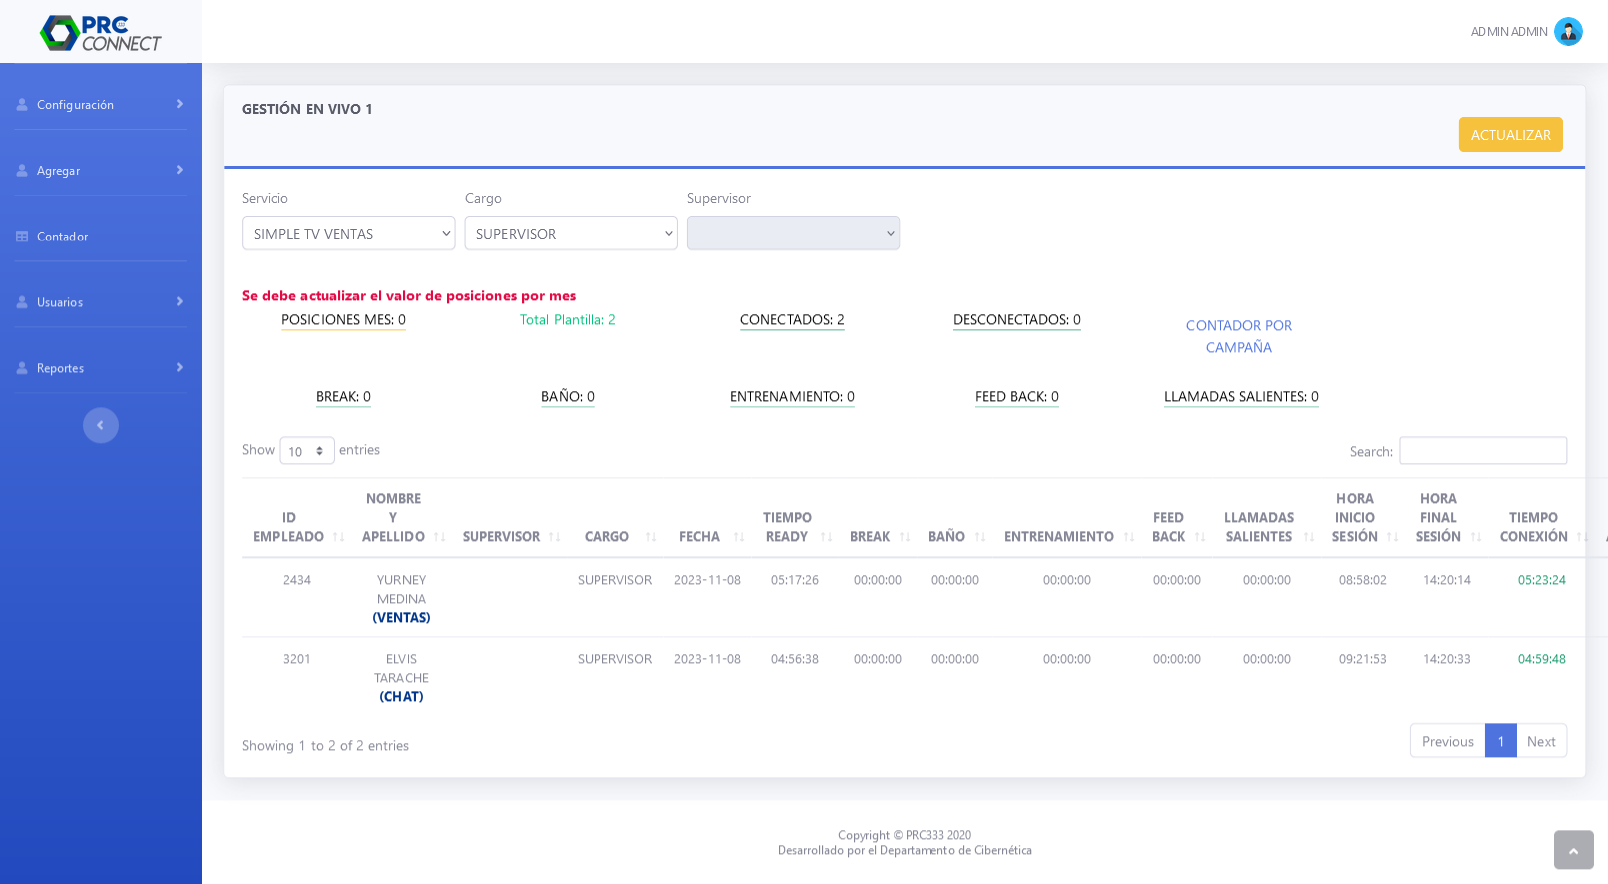 PRC
333
CONNECT
ADMIN ADMIN
Configuración
Agregar
Contador
Usuarios
Reportes
GESTIÓN EN VIVO 1
ACTUALIZAR
Servicio Cargo Supervisor
SIMPLE TV VENTAS SUPERVISOR
Se debe actualizar el valor de posiciones por mes
POSICIONES MES: 0 Total Plantilla: 2 CONECTADOS: 2 DESCONECTADOS: 0 CONTADOR POR
CAMPAÑA
BREAK: 0 BAÑO: 0 ENTRENAMIENTO: 0 FEED BACK: 0 LLAMADAS SALIENTES: 0
Show 10 entries Search:
ID EMPLEADO NOMBRE Y APELLIDO SUPERVISOR CARGO FECHA TIEMPO READY BREAK BAÑO ENTRENAMIENTO FEED BACK LLAMADAS SALIENTES HORA INICIO SESIÓN HORA FINAL SESIÓN TIEMPO CONEXIÓN
2434 YURNEY MEDINA (VENTAS) SUPERVISOR 2023-11-08 05:17:26 00:00:00 00:00:00 00:00:00 00:00:00 00:00:00 08:58:02 14:20:14 05:23:24
3201 ELVIS TARACHE (CHAT) SUPERVISOR 2023-11-08 04:56:38 00:00:00 00:00:00 00:00:00 00:00:00 00:00:00 09:21:53 14:20:33 04:59:48
Showing 1 to 2 of 2 entries Previous 1 Next
Copyright © PRC333 2020
Desarrollado por el Departamento de Cibernética